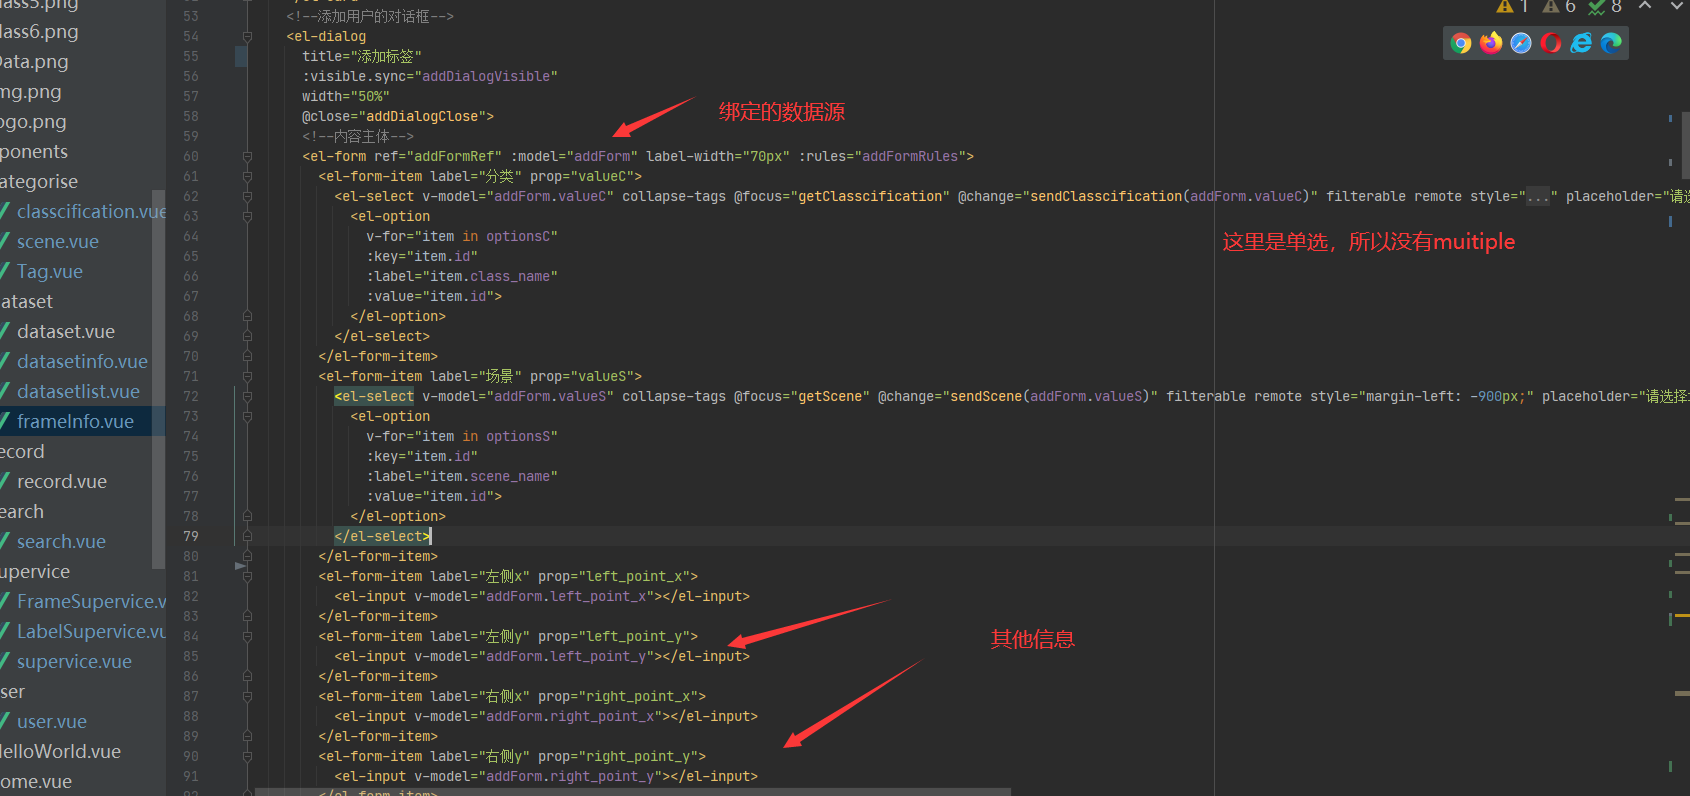 lass5.png
lass6.png
Data.png
mg.png
ogo.png
ponents
ategorise
classcification.vue
scene.vue
Tag.vue
ataset
dataset.vue
datasetinfo.vue
datasetlist.vue
frameInfo.vue
ecord
record.vue
earch
search.vue
upervice
FrameSupervice.v
LabelSupervice.vu
supervice.vue
ser
user.vue
HelloWorld.vue
ome.vue
1 6 8
53 <!--添加用户的对话框-->
54 <el-dialog
55 title="添加标签"
56 :visible.sync="addDialogVisible"
57 width="50%"
58 @close="addDialogClose">
绑定的数据源
59 <!--内容主体-->
60 <el-form ref="addFormRef" :model="addForm" label-width="70px" :rules="addFormRules">
61 <el-form-item label="分类" prop="valueC">
62 <el-select v-model="addForm.valueC" collapse-tags @focus="getClasscification" @change="sendClasscification(addForm.valueC)" filterable remote style="..." placeholder="请选
63 <el-option
64 v-for="item in optionsC"
这里是单选，所以没有muitiple
65 :key="item.id"
66 :label="item.class_name"
67 :value="item.id">
68 </el-option>
69 </el-select>
70 </el-form-item>
71 <el-form-item label="场景" prop="valueS">
72 <el-select v-model="addForm.valueS" collapse-tags @focus="getScene" @change="sendScene(addForm.valueS)" filterable remote style="margin-left: -900px;" placeholder="请选择
73 <el-option
74 v-for="item in optionsS"
75 :key="item.id"
76 :label="item.scene_name"
77 :value="item.id">
78 </el-option>
79 </el-select>
80 </el-form-item>
81 <el-form-item label="左侧x" prop="left_point_x">
82 <el-input v-model="addForm.left_point_x"></el-input>
83 </el-form-item>
84 <el-form-item label="左侧y" prop="left_point_y">
其他信息
85 <el-input v-model="addForm.left_point_y"></el-input>
86 </el-form-item>
87 <el-form-item label="右侧x" prop="right_point_x">
88 <el-input v-model="addForm.right_point_x"></el-input>
89 </el-form-item>
90 <el-form-item label="右侧y" prop="right_point_y">
91 <el-input v-model="addForm.right_point_y"></el-input>